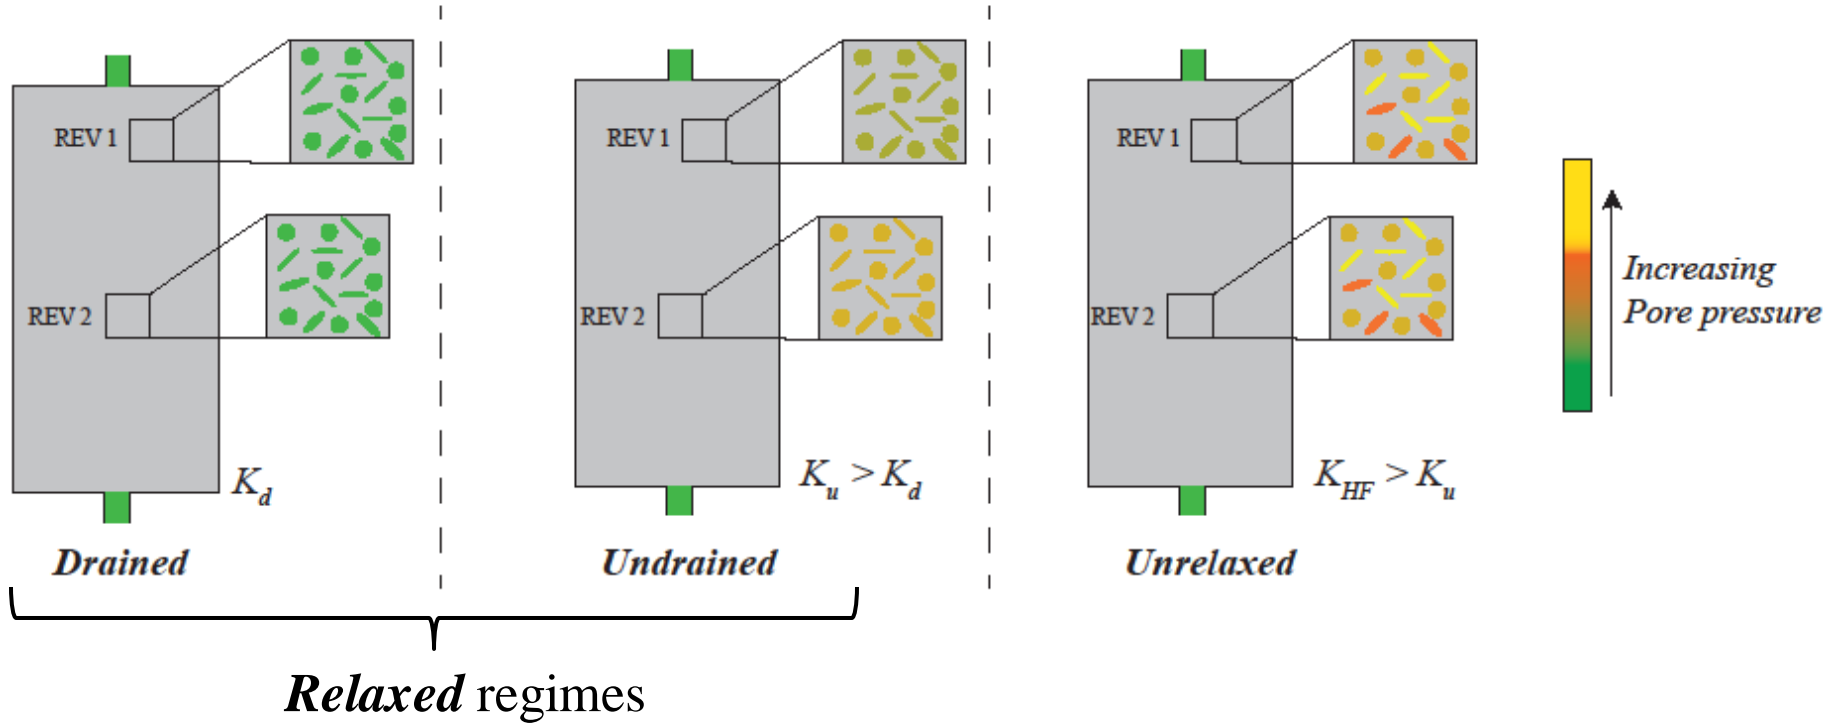 REV 1
REV 2
K_d
Drained
REV 1
REV 2
K_u > K_d
Undrained
REV 1
REV 2
K_HF > K_u
Unrelaxed
Increasing
Pore pressure
Relaxed regimes